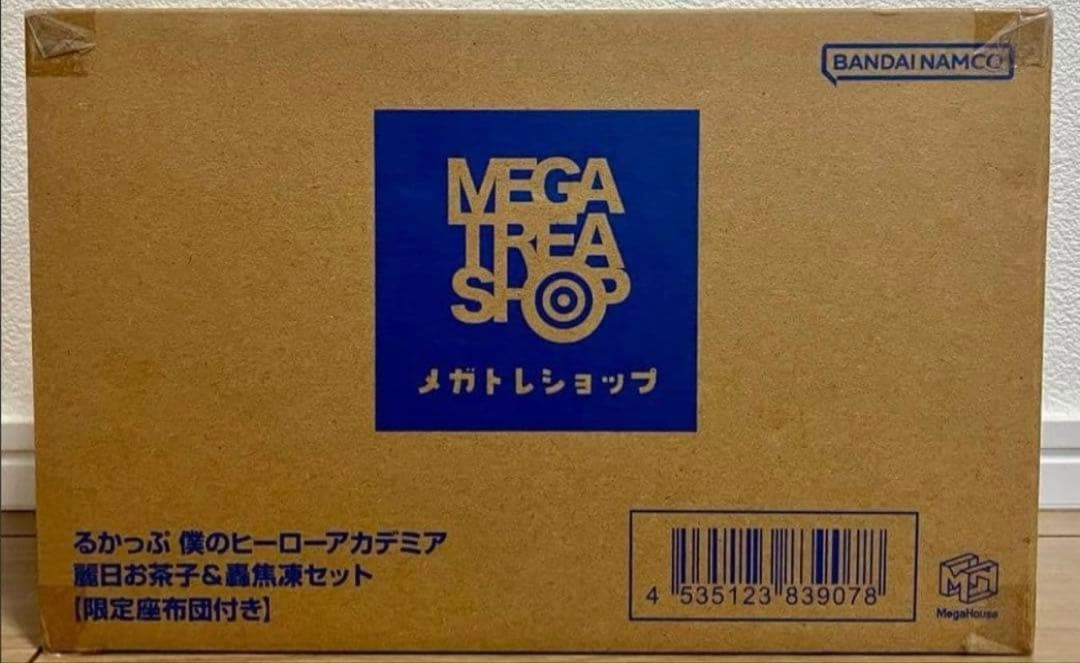 BANDAI NAMCO
MEGA
TREA
SHOP
メガトレショップ
るかっぷ 僕のヒーローアカデミア
麗日お茶子&轟焦凍セット
【限定座布団付き】
4 535123 839078
MegaHouse